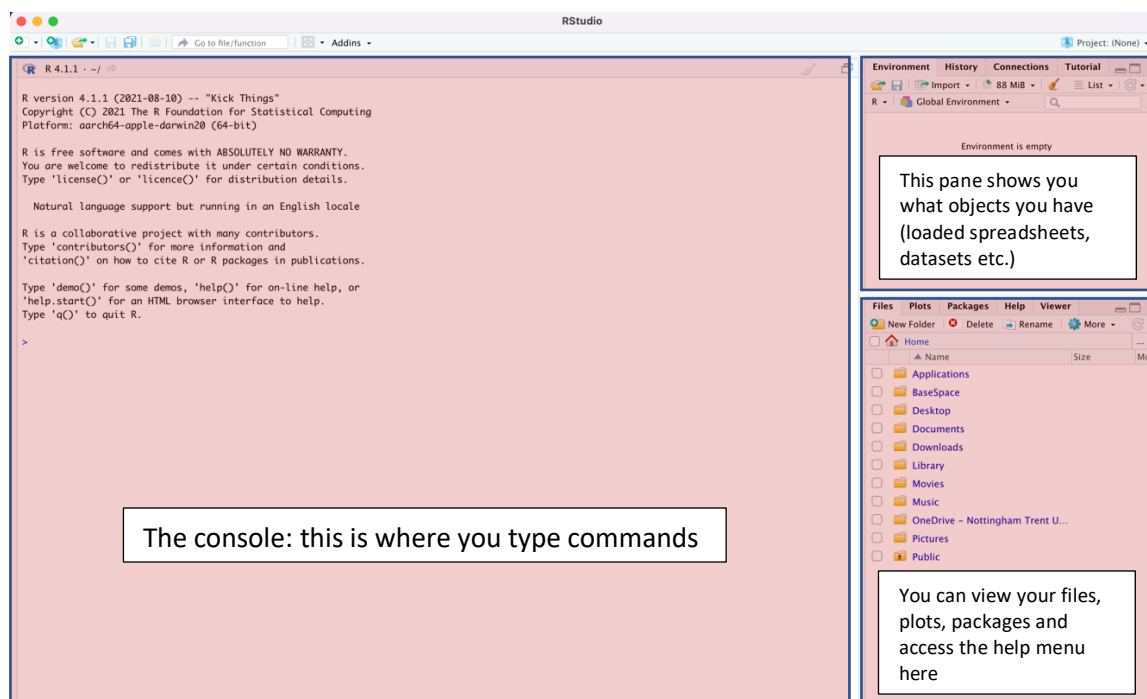 RStudio
Go to file/function
Addins
Project: (None)
R 4.1.1 · ~/
R version 4.1.1 (2021-08-10) -- "Kick Things"
Copyright (C) 2021 The R Foundation for Statistical Computing
Platform: aarch64-apple-darwin20 (64-bit)
R is free software and comes with ABSOLUTELY NO WARRANTY.
You are welcome to redistribute it under certain conditions.
Type 'license()' or 'licence()' for distribution details.
Natural language support but running in an English locale
R is a collaborative project with many contributors.
Type 'contributors()' for more information and
'citation()' on how to cite R or R packages in publications.
Type 'demo()' for some demos, 'help()' for on-line help, or
'help.start()' for an HTML browser interface to help.
Type 'q()' to quit R.
>
The console: this is where you type commands
Environment History Connections Tutorial
Import 88 MiB List
R Global Environment
Environment is empty
This pane shows you
what objects you have
(loaded spreadsheets,
datasets etc.)
Files Plots Packages Help Viewer
New Folder Delete Rename More
Home ...
Name Size Mo
Applications
BaseSpace
Desktop
Documents
Downloads
Library
Movies
Music
OneDrive – Nottingham Trent U...
Pictures
Public
You can view your files,
plots, packages and
access the help menu
here